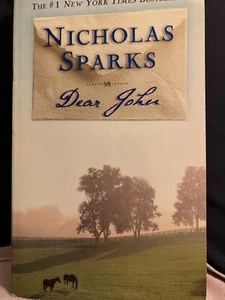 THE #1 NEW YORK TIMES
NICHOLAS
SPARKS
Dear John